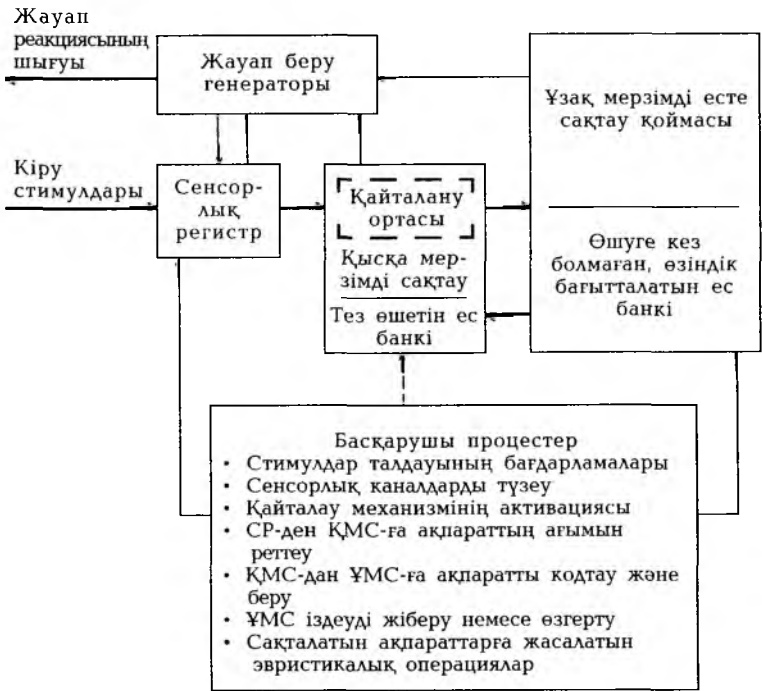 Жауап
реакциясының
шығуы
Жауап беру
генераторы
Ұзақ мерзімді есте
сақтау қоймасы
Кіру
стимулдары
Сенсор-
лық
регистр
Қайталану
ортасы
Қысқа мер-
зімді сақтау
Тез өшетін ес
банкі
Өшуге кез
болмаған, өзіндік
бағытталатын ес
банкі
Басқарушы процестер
• Стимулдар талдауының бағдарламалары
• Сенсорлық каналдарды түзеу
• Қайталау механизмінің активациясы
• СР-ден ҚМС-ға ақпараттың ағымын
реттеу
• ҚМС-дан ҰМС-ға ақпаратты кодтау және
беру
• ҰМС іздеуді жіберу немесе өзгерту
• Сақталатын ақпараттарға жасалатын
эвристикалық операциялар